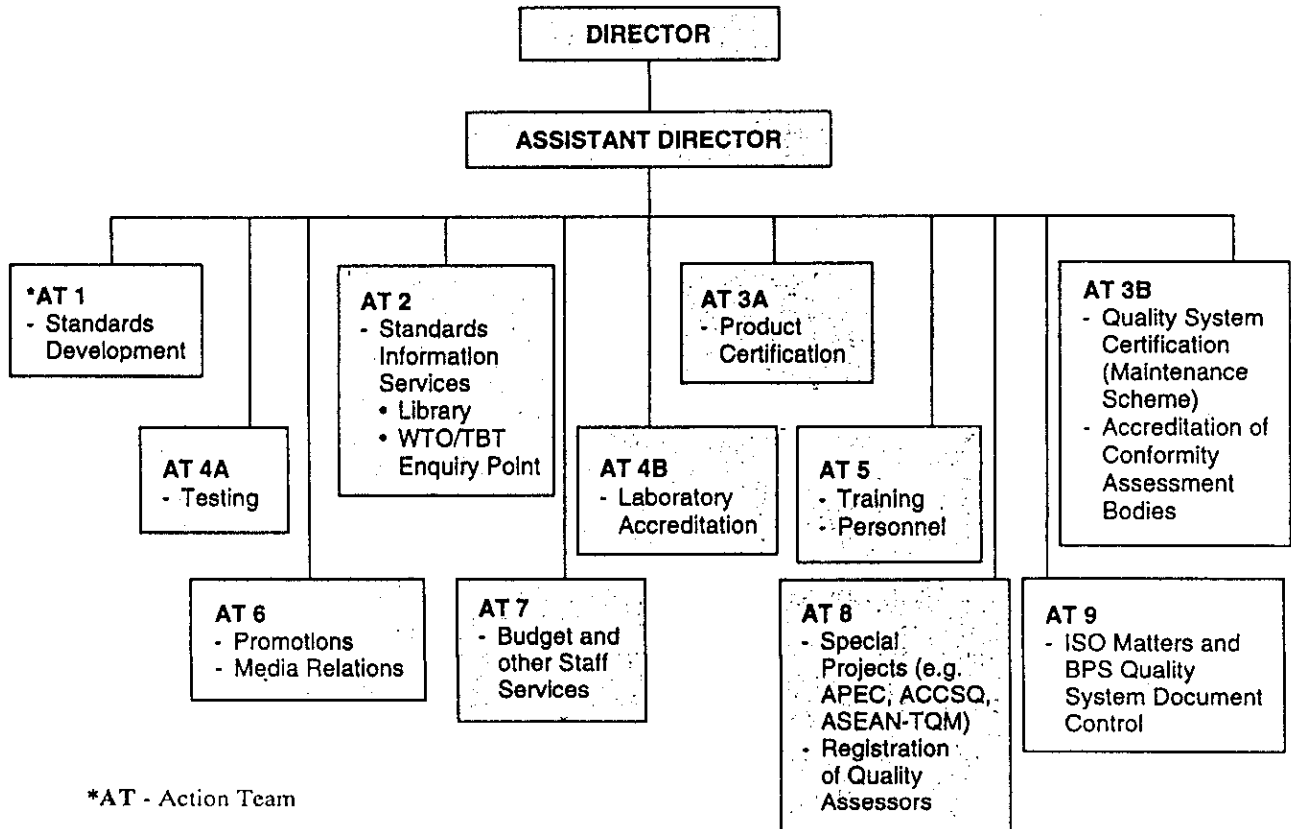 DIRECTOR
ASSISTANT DIRECTOR
*AT 1
- Standards
Development
AT 2
- Standards
Information
Services
• Library
• WTO/TBT
Enquiry Point
AT 3A
- Product
Certification
AT 3B
- Quality System
Certification
(Maintenance
Scheme)
- Accreditation of
Conformity
Assessment
Bodies
AT 4A
- Testing
AT 4B
- Laboratory
Accreditation
AT 5
- Training
- Personnel
AT 6
- Promotions
- Media Relations
AT 7
- Budget and
other Staff
Services
AT 8
- Special
Projects (e.g.
APEC, ACCSQ,
ASEAN-TQM)
- Registration
of Quality
Assessors
AT 9
- ISO Matters and
BPS Quality
System Document
Control
*AT - Action Team